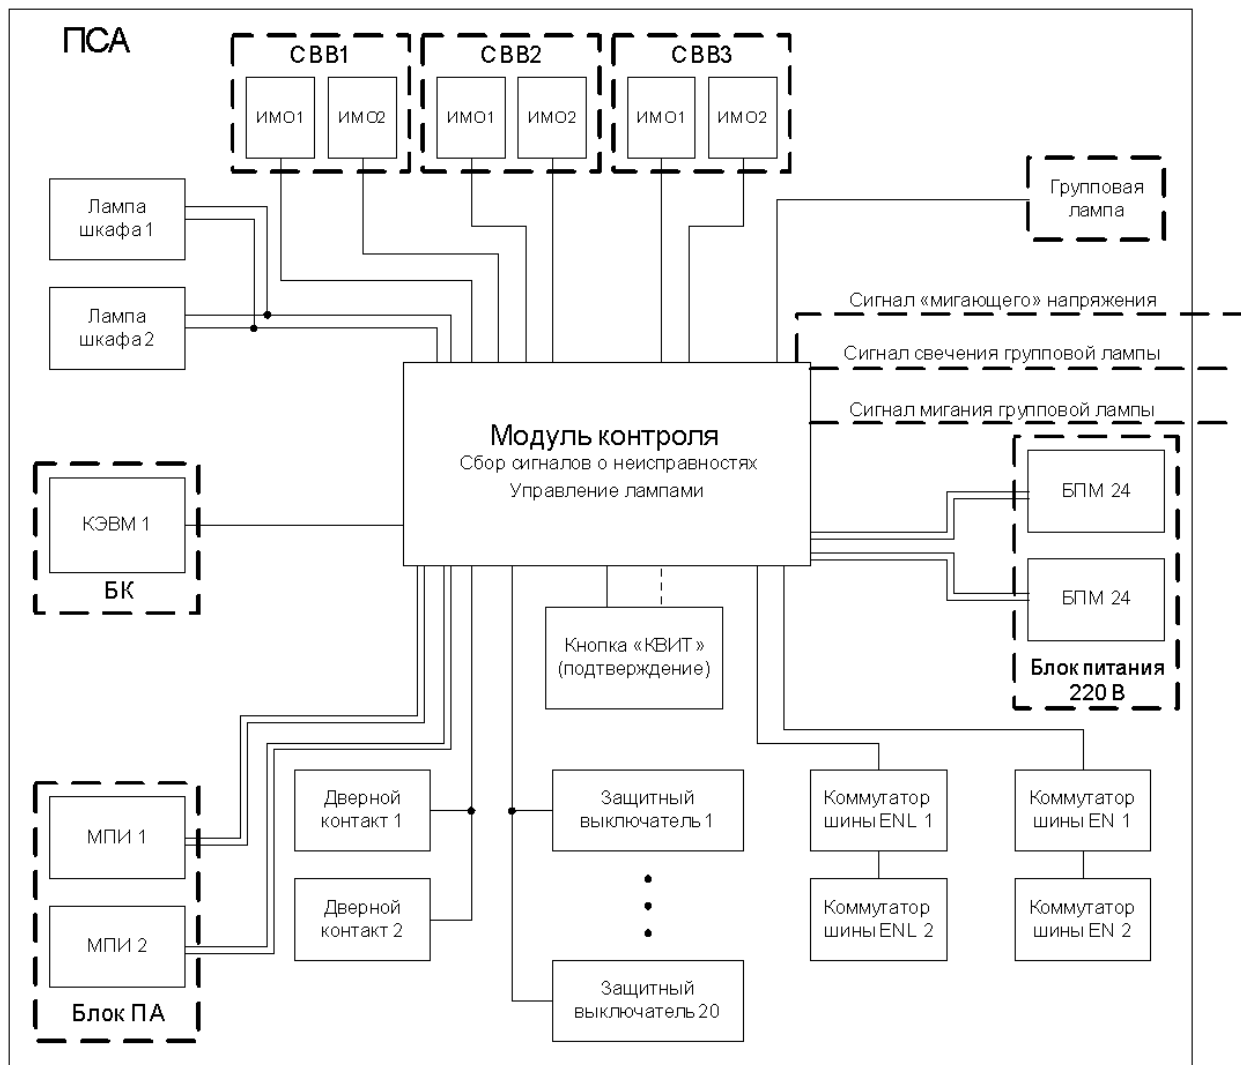 ПСА
СВВ1
СВВ2
СВВ3
ИМО1
ИМО2
ИМО1
ИМО2
ИМО1
ИМО2
Лампа
шкафа 1
Групповая
лампа
Лампа
шкафа 2
Сигнал «мигающего» напряжения
Сигнал свечения групповой лампы
Сигнал мигания групповой лампы
Модуль контроля
Сбор сигналов о неисправностях
Управление лампами
КЭВМ 1
БК
БПМ 24
БПМ 24
Блок питания
220 В
Кнопка «КВИТ»
(подтверждение)
МПИ 1
МПИ 2
Блок ПА
Дверной
контакт 1
Дверной
контакт 2
Защитный
выключатель 1
Защитный
выключатель 20
Коммутатор
шины ENL 1
Коммутатор
шины ENL 2
Коммутатор
шины EN 1
Коммутатор
шины EN 2